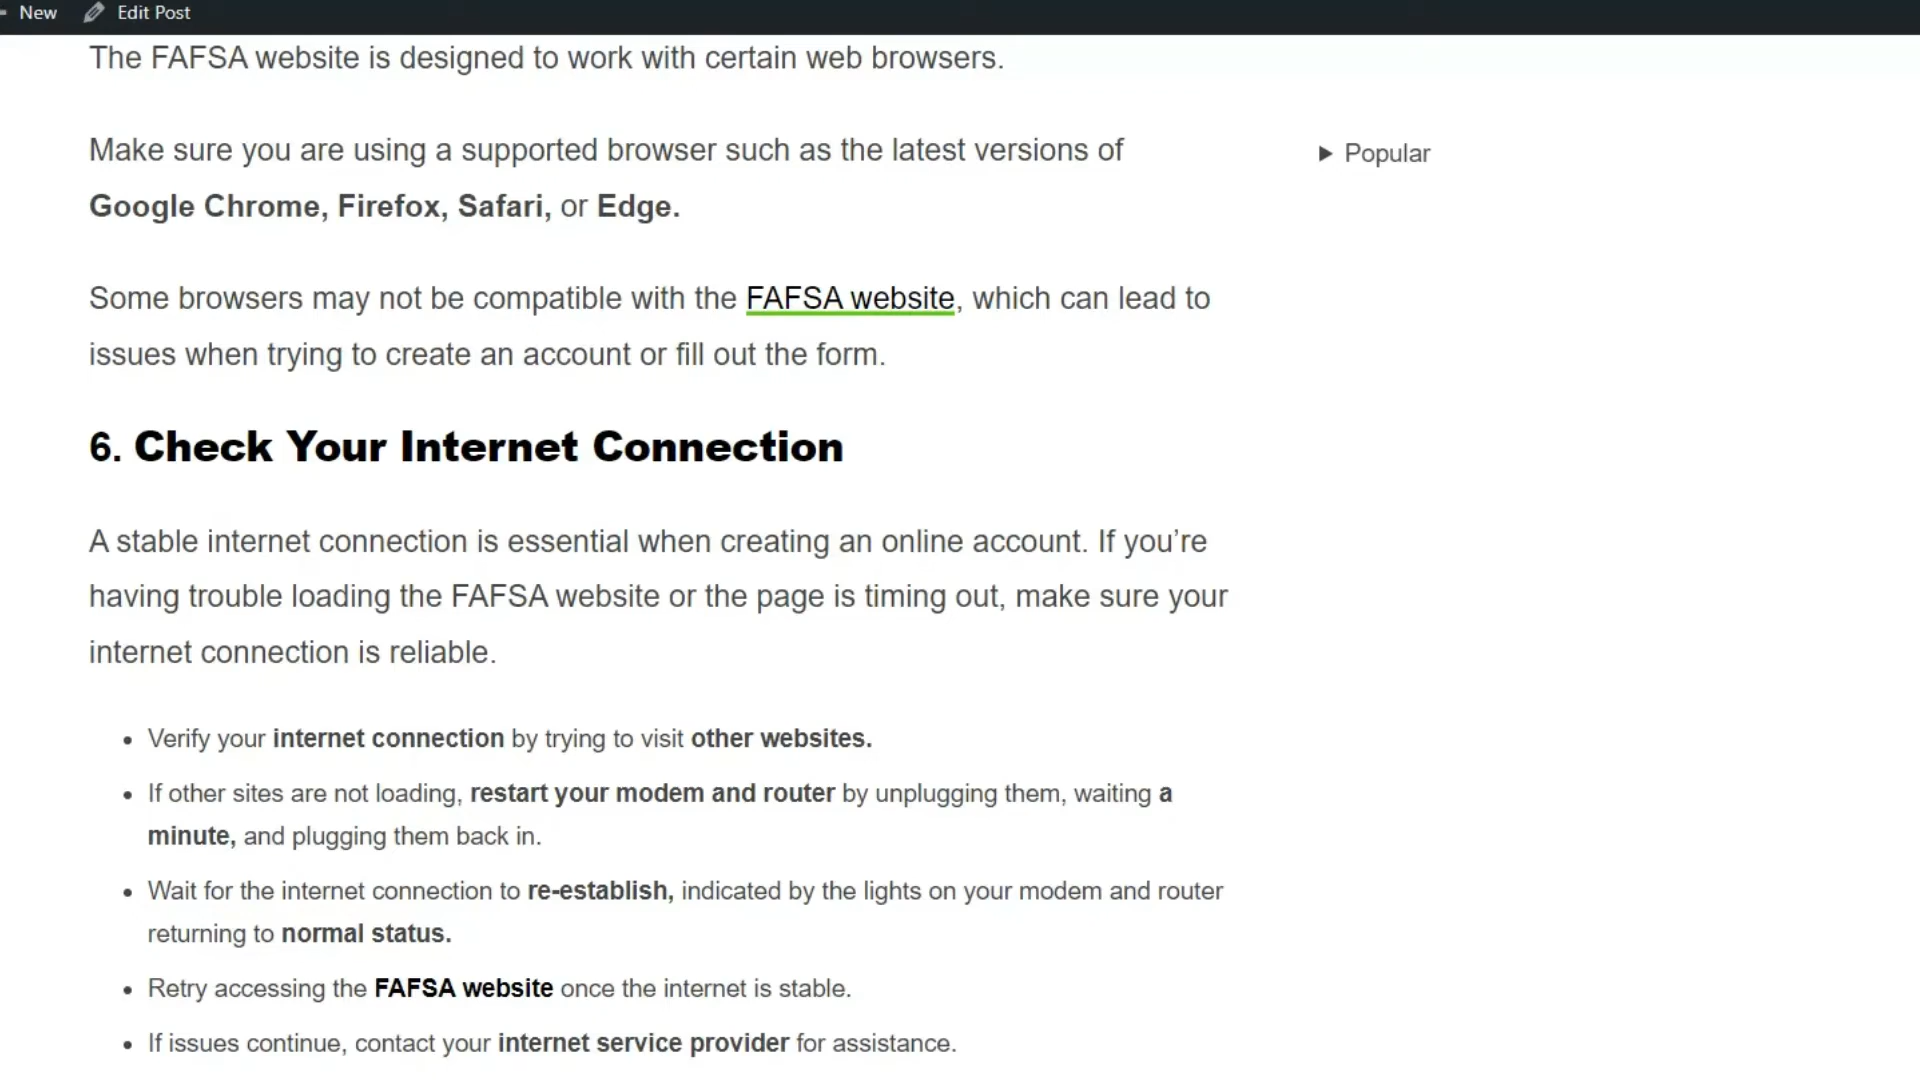 New Edit Post
The FAFSA website is designed to work with certain web browsers.
Make sure you are using a supported browser such as the latest versions of
Google Chrome, Firefox, Safari, or Edge.
Popular
Some browsers may not be compatible with the FAFSA website, which can lead to
issues when trying to create an account or fill out the form.
6. Check Your Internet Connection
A stable internet connection is essential when creating an online account. If you’re
having trouble loading the FAFSA website or the page is timing out, make sure your
internet connection is reliable.
• Verify your internet connection by trying to visit other websites.
• If other sites are not loading, restart your modem and router by unplugging them, waiting a
minute, and plugging them back in.
• Wait for the internet connection to re-establish, indicated by the lights on your modem and router
returning to normal status.
• Retry accessing the FAFSA website once the internet is stable.
• If issues continue, contact your internet service provider for assistance.